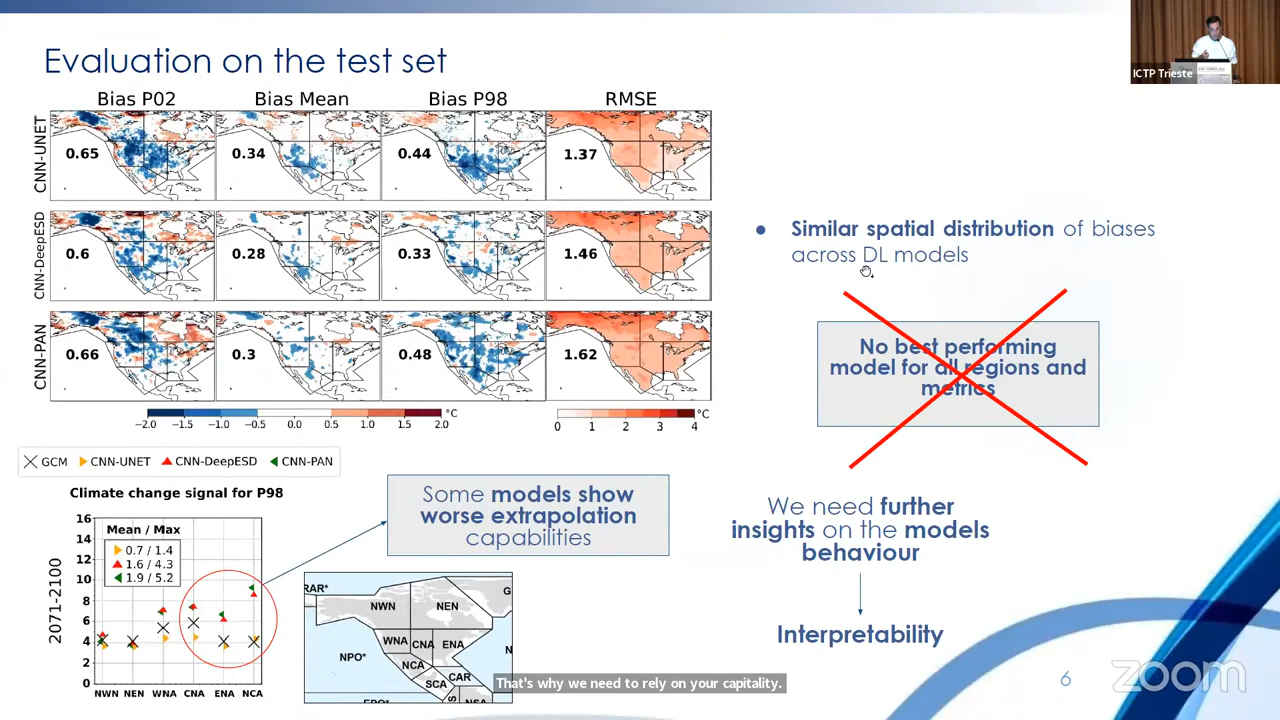 Evaluation on the test set
ICTP Trieste
Bias P02 Bias Mean Bias P98 RMSE
CNN-UNET 0.65 0.34 0.44 1.37
CNN-DeepESD 0.6 0.28 0.33 1.46
CNN-PAN 0.66 0.3 0.48 1.62
−2.0 −1.5 −1.0 −0.5 0.0 0.5 1.0 1.5 2.0 °C
0 1 2 3 4 °C
● Similar spatial distribution of biases
across DL models
No best performing
model for all regions and
metrics
GCM CNN-UNET CNN-DeepESD CNN-PAN
Climate change signal for P98
2071-2100
16
14
12
10
8
6
4
2
0
Mean / Max
0.7 / 1.4
1.6 / 4.3
1.9 / 5.2
NWN NEN WNA CNA ENA NCA
Some models show
worse extrapolation
capabilities
RAR*
G
NWN NEN
WNA CNA ENA
NPO* N
NCA
SCA CAR
S NSA
EPO*
We need further
insights on the models
behaviour
Interpretability
That's why we need to rely on your capitality.
6
zoom